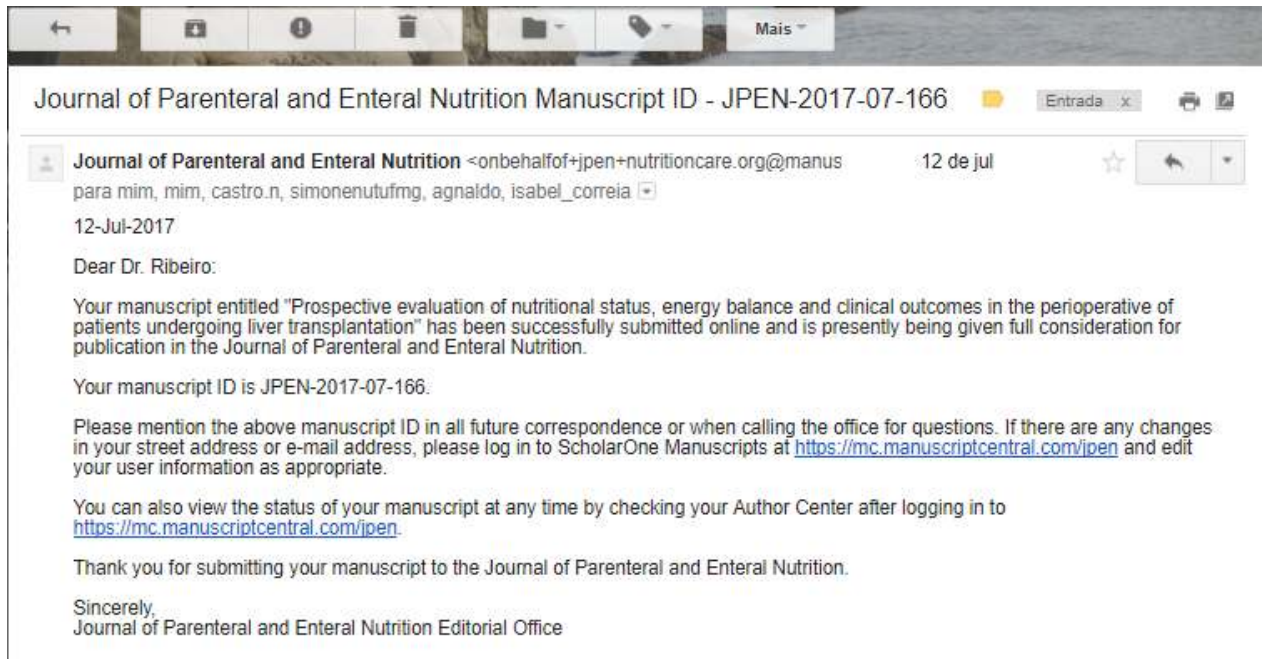 Mais
Journal of Parenteral and Enteral Nutrition Manuscript ID - JPEN-2017-07-166
Entrada x
Journal of Parenteral and Enteral Nutrition <onbehalfof+jpen+nutritioncare.org@manus 12 de jul
para mim, mim, castro.n, simonenutufmg, agnaldo, isabel_correia
12-Jul-2017
Dear Dr. Ribeiro:
Your manuscript entitled "Prospective evaluation of nutritional status, energy balance and clinical outcomes in the perioperative of
patients undergoing liver transplantation" has been successfully submitted online and is presently being given full consideration for
publication in the Journal of Parenteral and Enteral Nutrition.
Your manuscript ID is JPEN-2017-07-166.
Please mention the above manuscript ID in all future correspondence or when calling the office for questions. If there are any changes
in your street address or e-mail address, please log in to ScholarOne Manuscripts at https://mc.manuscriptcentral.com/jpen and edit
your user information as appropriate.
You can also view the status of your manuscript at any time by checking your Author Center after logging in to
https://mc.manuscriptcentral.com/jpen.
Thank you for submitting your manuscript to the Journal of Parenteral and Enteral Nutrition.
Sincerely,
Journal of Parenteral and Enteral Nutrition Editorial Office